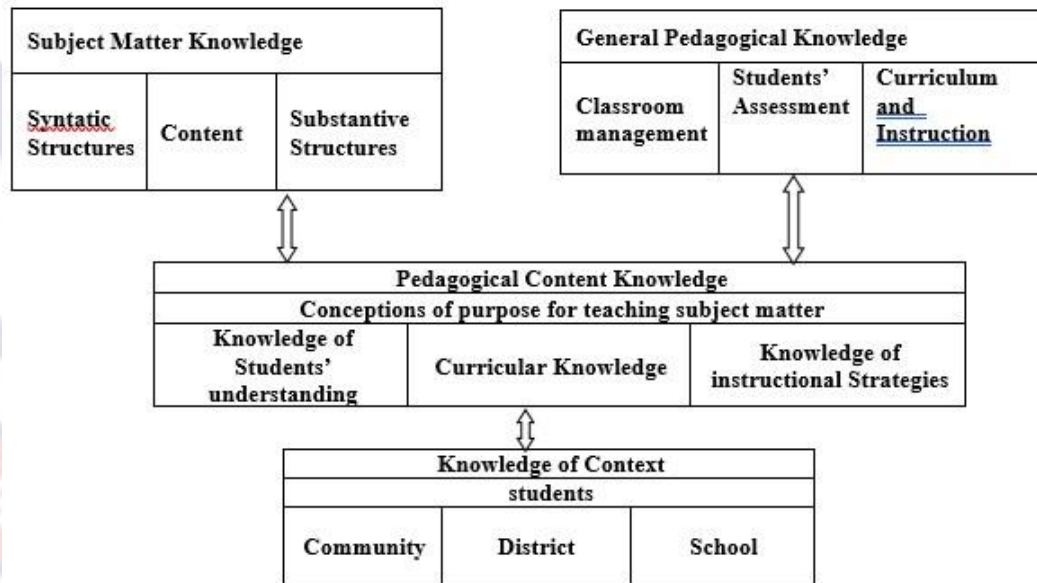 Subject Matter Knowledge
Syntatic
Structures
Content
Substantive
Structures
General Pedagogical Knowledge
Classroom
management
Students’
Assessment
Curriculum
and
Instruction
Pedagogical Content Knowledge
Conceptions of purpose for teaching subject matter
Knowledge of
Students’
understanding
Curricular Knowledge
Knowledge of
instructional Strategies
Knowledge of Context
students
Community
District
School